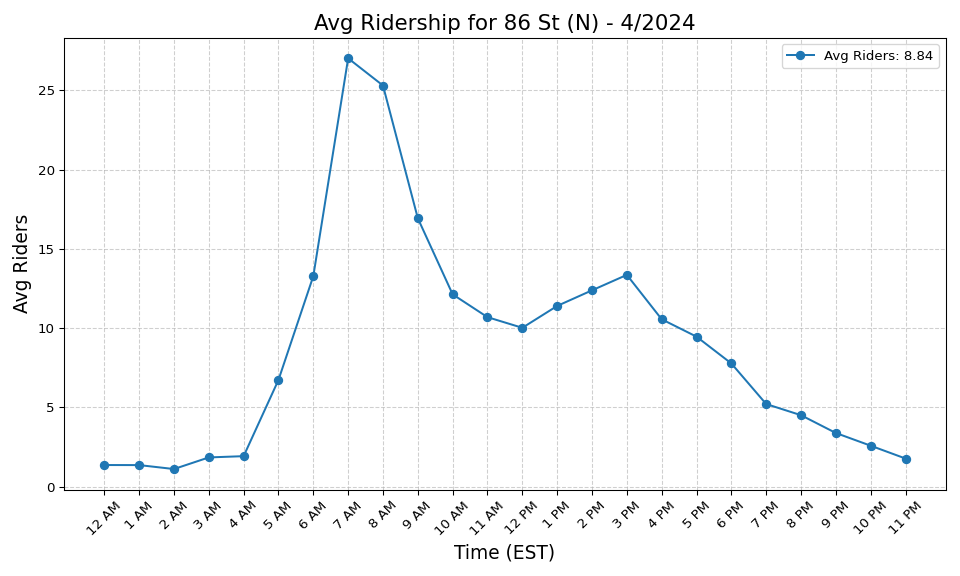 Avg Ridership for 86 St (N) - 4/2024
Avg Riders: 8.84
Avg Riders
25
20
15
10
5
0
12 AM
1 AM
2 AM
3 AM
4 AM
5 AM
6 AM
7 AM
8 AM
9 AM
10 AM
11 AM
12 PM
1 PM
2 PM
3 PM
4 PM
5 PM
6 PM
7 PM
8 PM
9 PM
10 PM
11 PM
Time (EST)